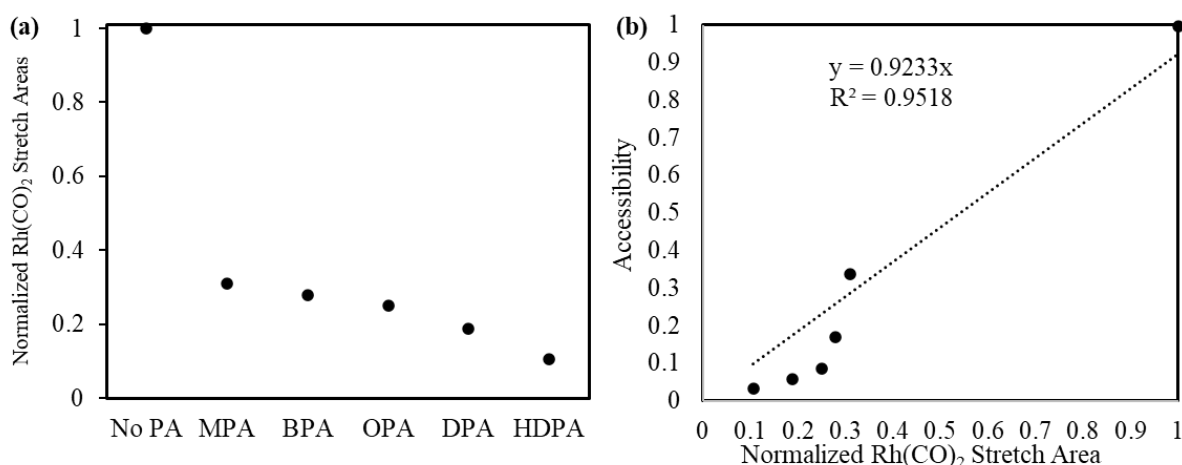 (a)
Normalized Rh(CO)2 Stretch Areas
1
0.8
0.6
0.4
0.2
0
No PA MPA BPA OPA DPA HDPA
(b)
Accessibility
y = 0.9233x
R² = 0.9518
1
0.9
0.8
0.7
0.6
0.5
0.4
0.3
0.2
0.1
0
0 0.1 0.2 0.3 0.4 0.5 0.6 0.7 0.8 0.9 1
Normalized Rh(CO)2 Stretch Area